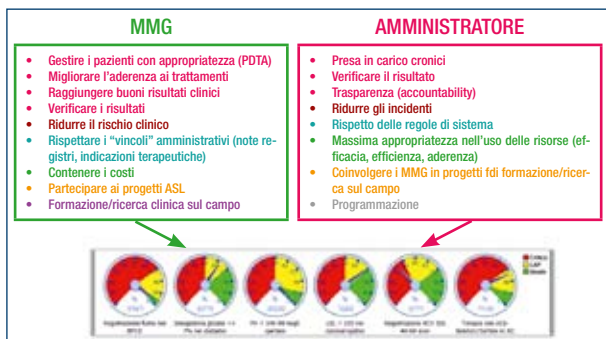 MMG
• Gestire i pazienti con appropriatezza (PDTA)
• Migliorare l'aderenza ai trattamenti
• Raggiungere buoni risultati clinici
• Verificare i risultati
• Ridurre il rischio clinico
• Rispettare i “vincoli” amministrativi (note re-
gistri, indicazioni terapeutiche)
• Contenere i costi
• Partecipare ai progetti ASL
• Formazione/ricerca clinica sul campo
AMMINISTRATORE
• Presa in carico cronici
• Verificare il risultato
• Trasparenza (accountability)
• Ridurre gli incidenti
• Rispetto delle regole di sistema
• Massima appropriatezza nell'uso delle risorse (ef-
ficacia, efficienza, aderenza)
• Coinvolgere i MMG in progetti fdi formazione/ricer-
ca sul campo
• Programmazione